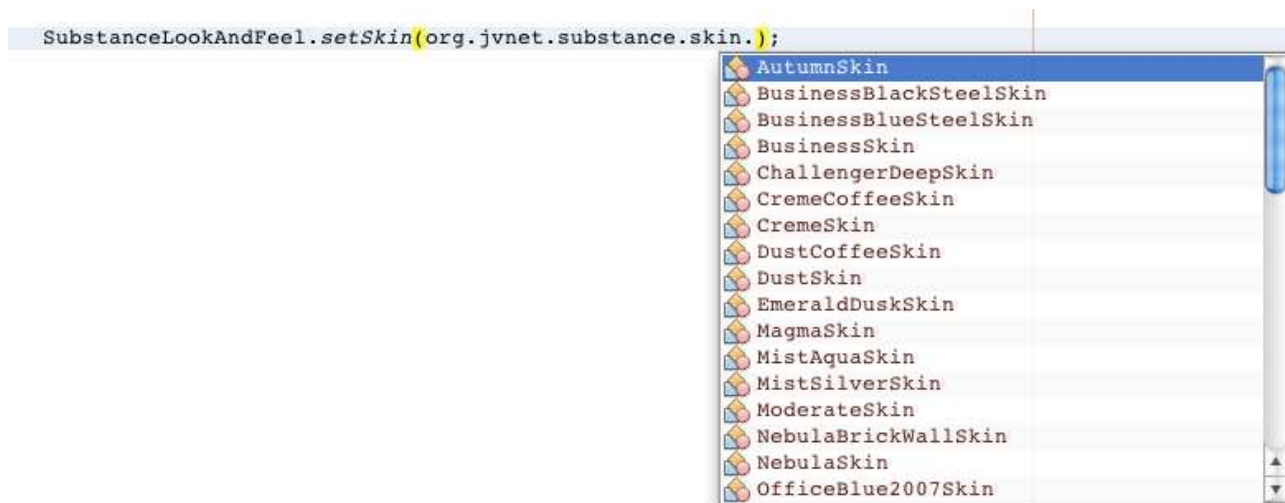 SubstanceLookAndFeel.setSkin(org.jvnet.substance.skin.);
AutumnSkin
BusinessBlackSteelSkin
BusinessBlueSteelSkin
BusinessSkin
ChallengerDeepSkin
CremeCoffeeSkin
CremeSkin
DustCoffeeSkin
DustSkin
EmeraldDuskSkin
MagmaSkin
MistAquaSkin
MistSilverSkin
ModerateSkin
NebulaBrickWallSkin
NebulaSkin
OfficeBlue2007Skin